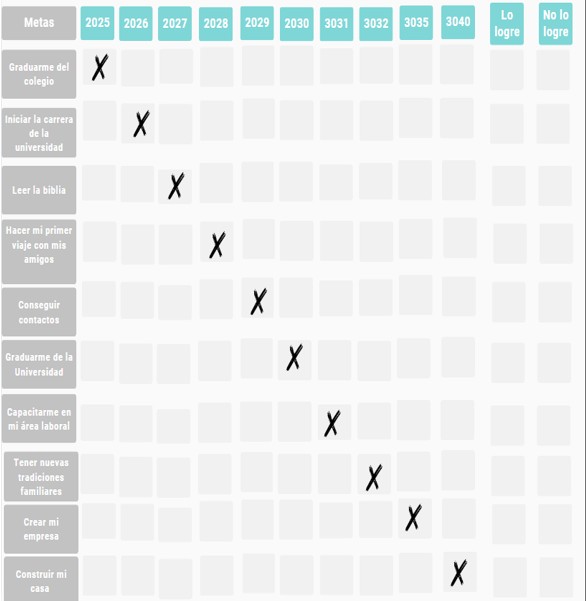 Metas 2025 2026 2027 2028 2029 2030 3031 3032 3035 3040 Lo logre No lo logre
Graduarme del
colegio
Iniciar la carrera
de la
universidad
Leer la biblia
Hacer mi primer
viaje con mis
amigos
Conseguir
contactos
Graduarme de la
Universidad
Capacitarme en
mi área laboral
Tener nuevas
tradiciones
familiares
Crear mi
empresa
Construir mi
casa